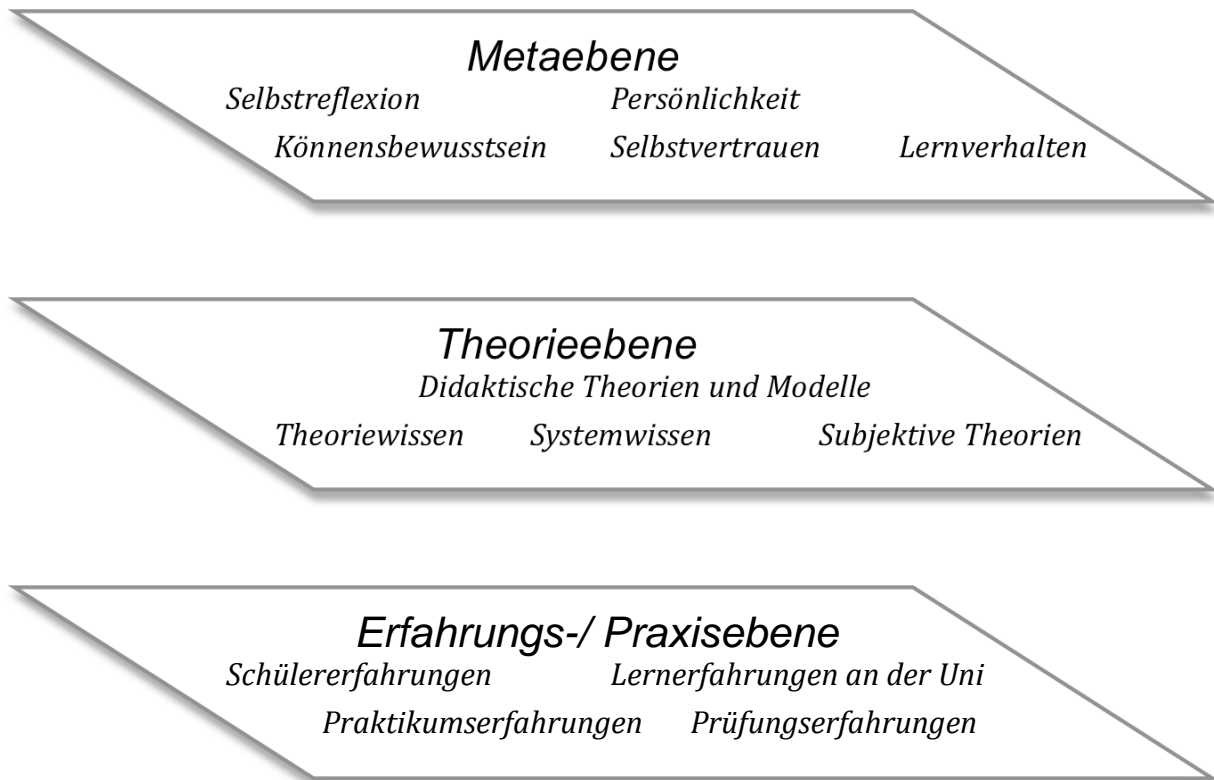 Metaebene
Selbstreflexion Persönlichkeit
Könnensbewusstsein Selbstvertrauen Lernverhalten
Theorieebene
Didaktische Theorien und Modelle
Theoriewissen Systemwissen Subjektive Theorien
Erfahrungs-/ Praxisebene
Schülererfahrungen Lernerfahrungen an der Uni
Praktikumserfahrungen Prüfungserfahrungen